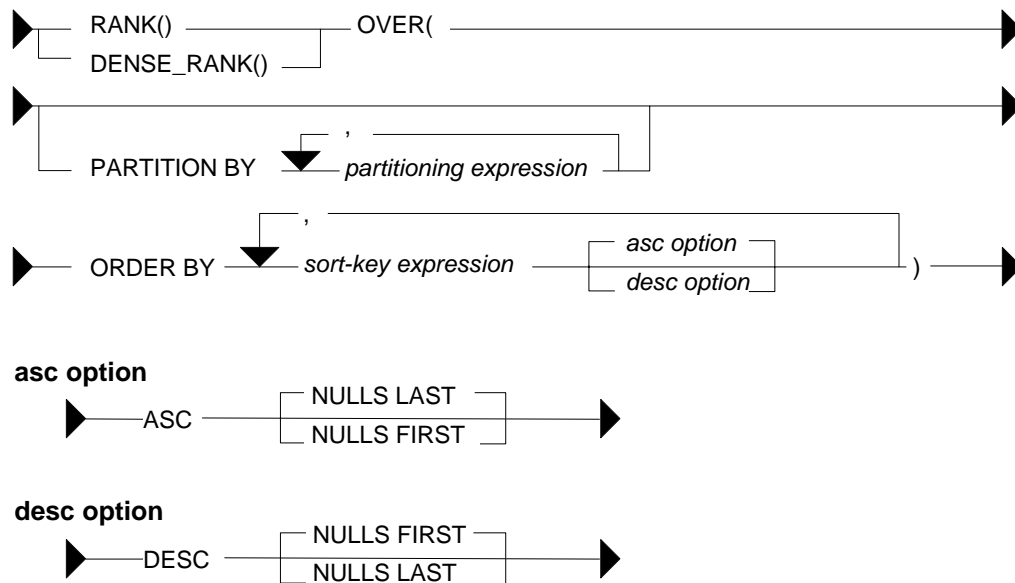 RANK() OVER(
DENSE_RANK()
,
PARTITION BY partitioning expression
,
asc option
ORDER BY sort-key expression )
desc option
asc option
NULLS LAST
ASC
NULLS FIRST
desc option
NULLS FIRST
DESC
NULLS LAST